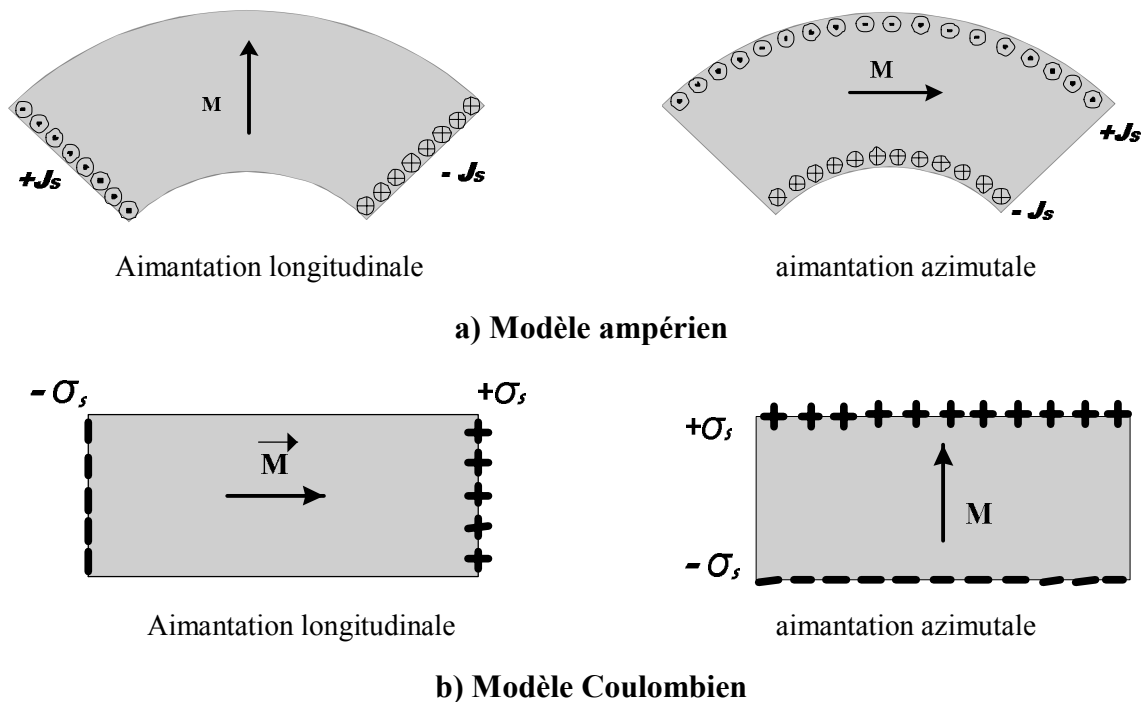 M
M
+Js
- Js
+Js
- Js
Aimantation longitudinale
aimantation azimutale
a) Modèle ampérien
- σs
+σs
M
+σs
M
- σs
Aimantation longitudinale
aimantation azimutale
b) Modèle Coulombien